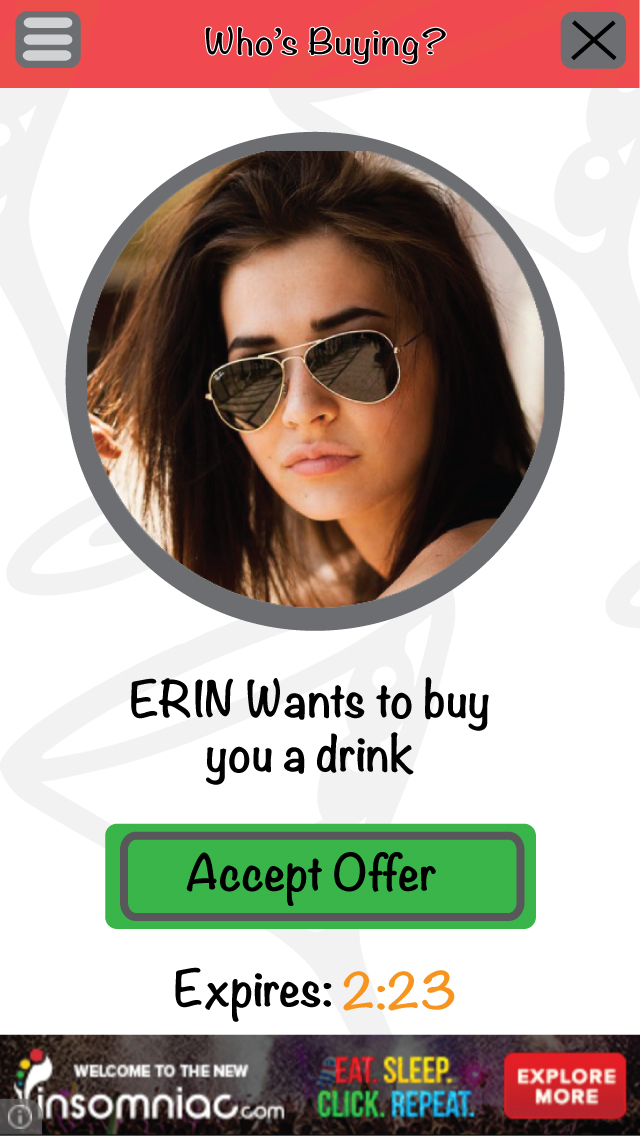 Who's Buying?
ERIN Wants to buy
you a drink
Accept Offer
Expires: 2:23
WELCOME TO THE NEW
insomniac.com
EAT. SLEEP.
CLICK. REPEAT.
EXPLORE
MORE